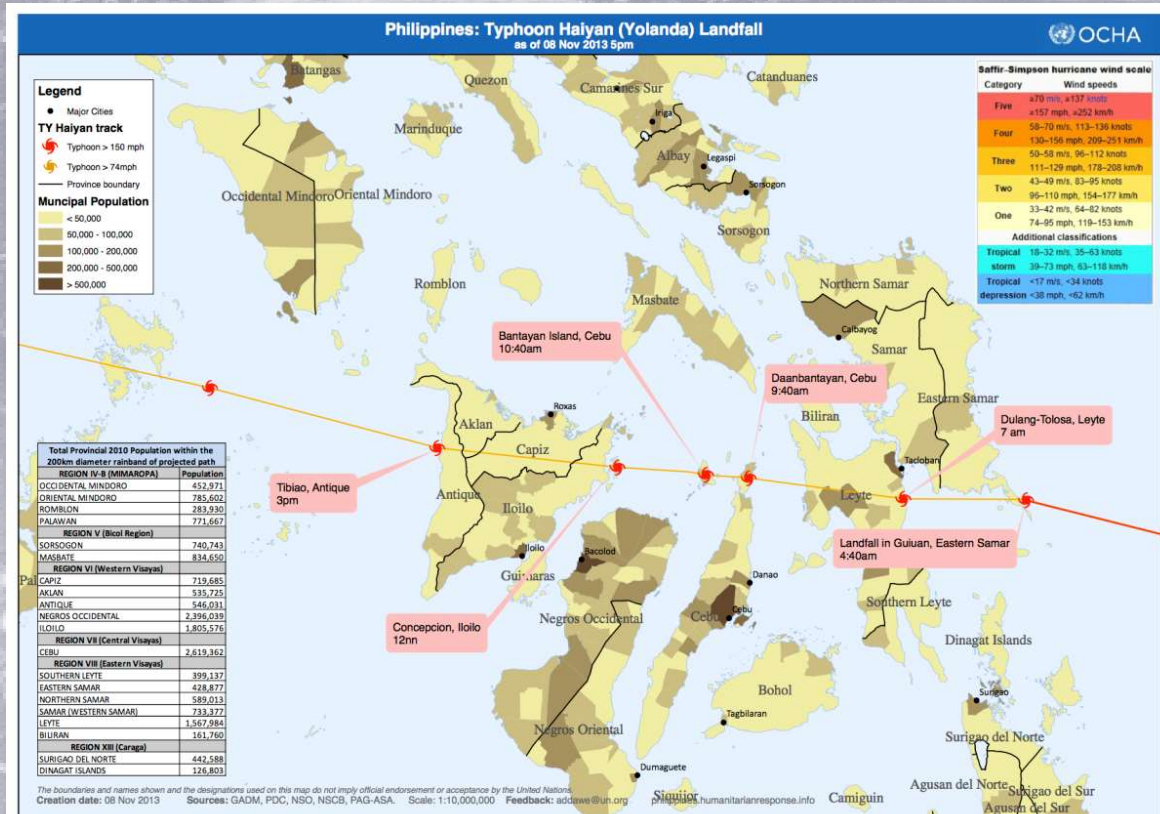 Philippines: Typhoon Haiyan (Yolanda) Landfall
as of 08 Nov 2013 5pm
OCHA
Legend
Major Cities
TY Haiyan track
Typhoon > 150 mph
Typhoon > 74mph
Province boundary
Muncipal Population
< 50,000
50,000 - 100,000
100,000 - 200,000
200,000 - 500,000
> 500,000
Saffir–Simpson hurricane wind scale
Category Wind speeds
Five ≥70 m/s, ≥137 knots
≥157 mph, ≥252 km/h
Four 58–70 m/s, 113–136 knots
130–156 mph, 209–251 km/h
Three 50–58 m/s, 96–112 knots
111–129 mph, 178–208 km/h
Two 43–49 m/s, 83–95 knots
96–110 mph, 154–177 km/h
One 33–42 m/s, 64–82 knots
74–95 mph, 119–153 km/h
Additional classifications
Tropical storm 18–32 m/s, 35–63 knots
39–73 mph, 63–118 km/h
Tropical depression <17 m/s, <34 knots
<38 mph, <62 km/h
Batangas
Quezon
Camarines Sur
Catanduanes
Marinduque
Iriga
Albay
Legaspi
Sorsogon
Sorsogon
Occidental Mindoro
Oriental Mindoro
Romblon
Masbate
Northern Samar
Calbayog
Samar
Eastern Samar
Biliran
Bantayan Island, Cebu
10:40am
Daanbantayan, Cebu
9:40am
Dulang-Tolosa, Leyte
7 am
Tacloban
Leyte
Landfall in Guiuan, Eastern Samar
4:40am
Roxas
Aklan
Capiz
Tibiao, Antique
3pm
Antique
Iloilo
Iloilo
Guimaras
Bacolod
Concepcion, Iloilo
12nn
Negros Occidental
Danao
Cebu
Cebu
Southern Leyte
Dinagat Islands
Surigao
Bohol
Tagbilaran
Negros Oriental
Dumaguete
Siquijor
Camiguin
Surigao del Norte
Agusan del Norte
Surigao del Sur
Agusan del Sur
Pal
Total Provincial 2010 Population within the
200km diameter rainband of projected path
REGION IV-B (MIMAROPA) Population
OCCIDENTAL MINDORO 452,971
ORIENTAL MINDORO 785,602
ROMBLON 283,930
PALAWAN 771,667
REGION V (Bicol Region)
SORSOGON 740,743
MASBATE 834,650
REGION VI (Western Visayas)
CAPIZ 719,685
AKLAN 535,725
ANTIQUE 546,031
NEGROS OCCIDENTAL 2,396,039
ILOILO 1,805,576
REGION VII (Central Visayas)
CEBU 2,619,362
REGION VIII (Eastern Visayas)
SOUTHERN LEYTE 399,137
EASTERN SAMAR 428,877
NORTHERN SAMAR 589,013
SAMAR (WESTERN SAMAR) 733,377
LEYTE 1,567,984
BILIRAN 161,760
REGION XIII (Caraga)
SURIGAO DEL NORTE 442,588
DINAGAT ISLANDS 126,803
The boundaries and names shown and the designations used on this map do not imply official endorsement or acceptance by the United Nations.
Creation date: 08 Nov 2013 Sources: GADM, PDC, NSO, NSCB, PAG-ASA. Scale: 1:10,000,000 Feedback: addawe@un.org philippines.humanitarianresponse.info